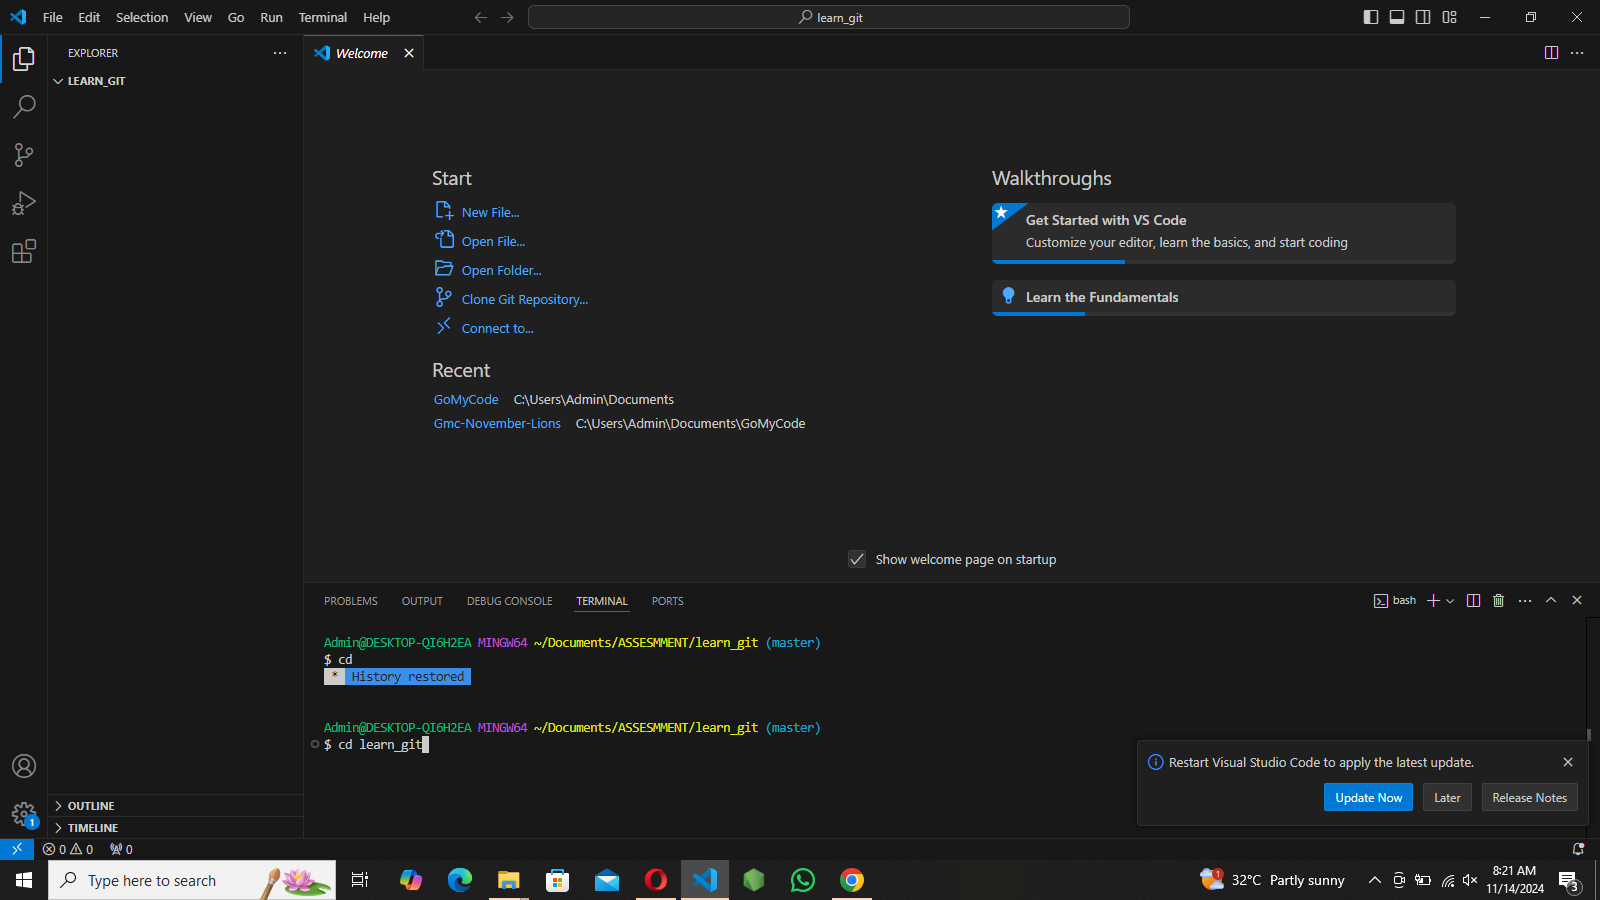 File Edit Selection View Go Run Terminal Help
learn_git
EXPLORER
LEARN_GIT
Welcome
Start
New File...
Open File...
Open Folder...
Clone Git Repository...
Connect to...
Recent
GoMyCode C:\Users\Admin\Documents
Gmc-November-Lions C:\Users\Admin\Documents\GoMyCode
Walkthroughs
Get Started with VS Code
Customize your editor, learn the basics, and start coding
Learn the Fundamentals
Show welcome page on startup
PROBLEMS OUTPUT DEBUG CONSOLE TERMINAL PORTS
bash
Admin@DESKTOP-QI6H2EA MINGW64 ~/Documents/ASSESMMENT/learn_git (master)
$ cd
* History restored
Admin@DESKTOP-QI6H2EA MINGW64 ~/Documents/ASSESMMENT/learn_git (master)
$ cd learn_git
Restart Visual Studio Code to apply the latest update.
Update Now Later Release Notes
OUTLINE
TIMELINE
1
0 0 0
Type here to search
1
32°C Partly sunny
8:21 AM
11/14/2024
3